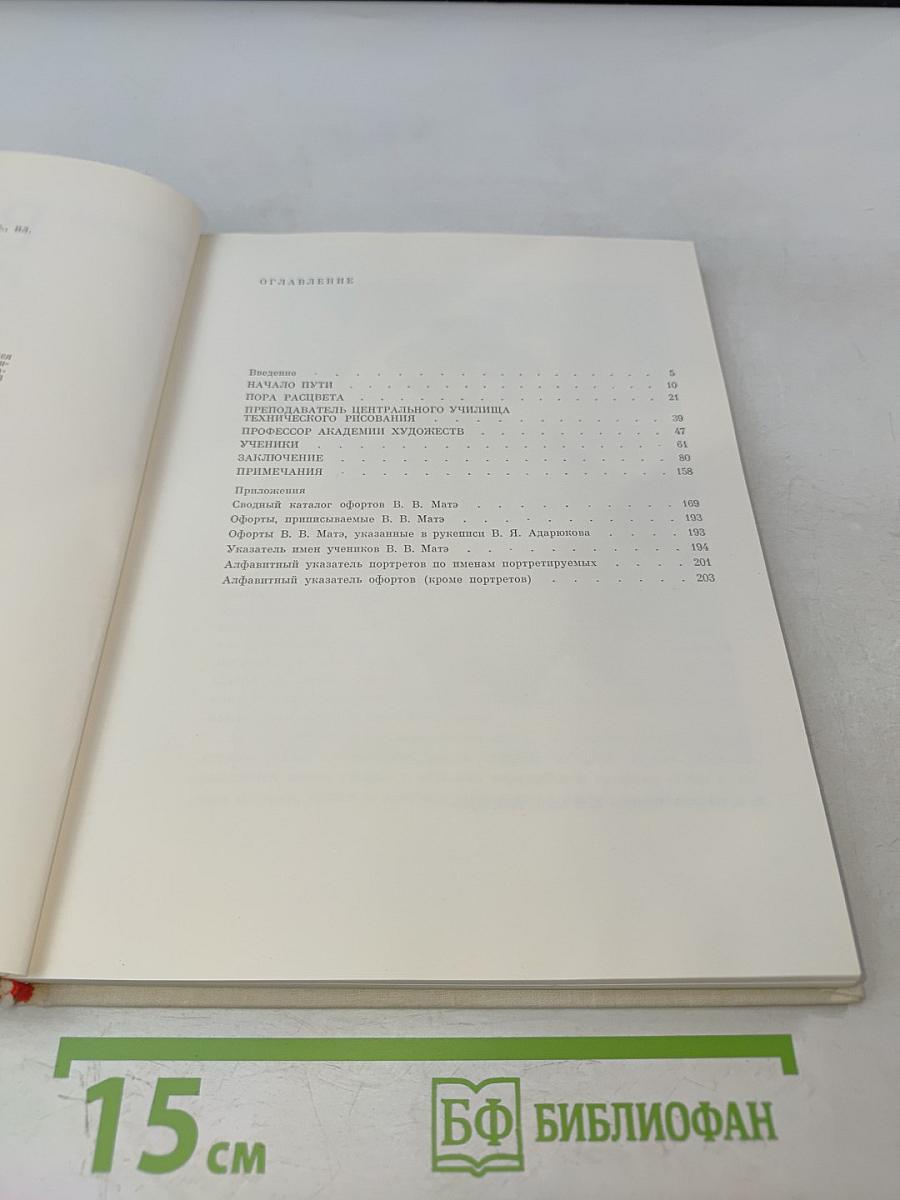 ил.
ОГЛАВЛЕНИЕ
Введение . . . . . . . . . . . . . . . . . 5
НАЧАЛО ПУТИ . . . . . . . . . . . . . . . . 10
ПОРА РАСЦВЕТА . . . . . . . . . . . . . . . 21
ПРЕПОДАВАТЕЛЬ ЦЕНТРАЛЬНОГО УЧИЛИЩА
ТЕХНИЧЕСКОГО РИСОВАНИЯ . . . . . . . . . . . 39
ПРОФЕССОР АКАДЕМИИ ХУДОЖЕСТВ . . . . . . . . . 47
УЧЕНИКИ . . . . . . . . . . . . . . . . . 61
ЗАКЛЮЧЕНИЕ . . . . . . . . . . . . . . . . 80
ПРИМЕЧАНИЯ . . . . . . . . . . . . . . . . 158
Приложения
Сводный каталог офортов В. В. Матэ . . . . . . . . . . 169
Офорты, приписываемые В. В. Матэ . . . . . . . . . . 193
Офорты В. В. Матэ, указанные в рукописи В. Я. Адарюкова . . . . 193
Указатель имен учеников В. В. Матэ . . . . . . . . . . 194
Алфавитный указатель портретов по именам портретируемых . . . . 201
Алфавитный указатель офортов (кроме портретов) . . . . . . . 203
15 см
БФ БИБЛИОФАН